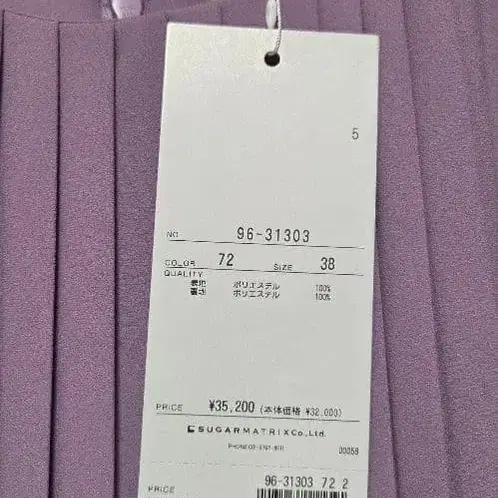 5
NO. 96-31303
COLOR 72 SIZE 38
QUALITY
表地 ポリエステル 100%
裏地 ポリエステル 100%
PRICE ¥35,200 (本体価格 ¥32,000)
SUGARMATRIX Co.,Ltd.
00058
96-31303 72 2
PRICE